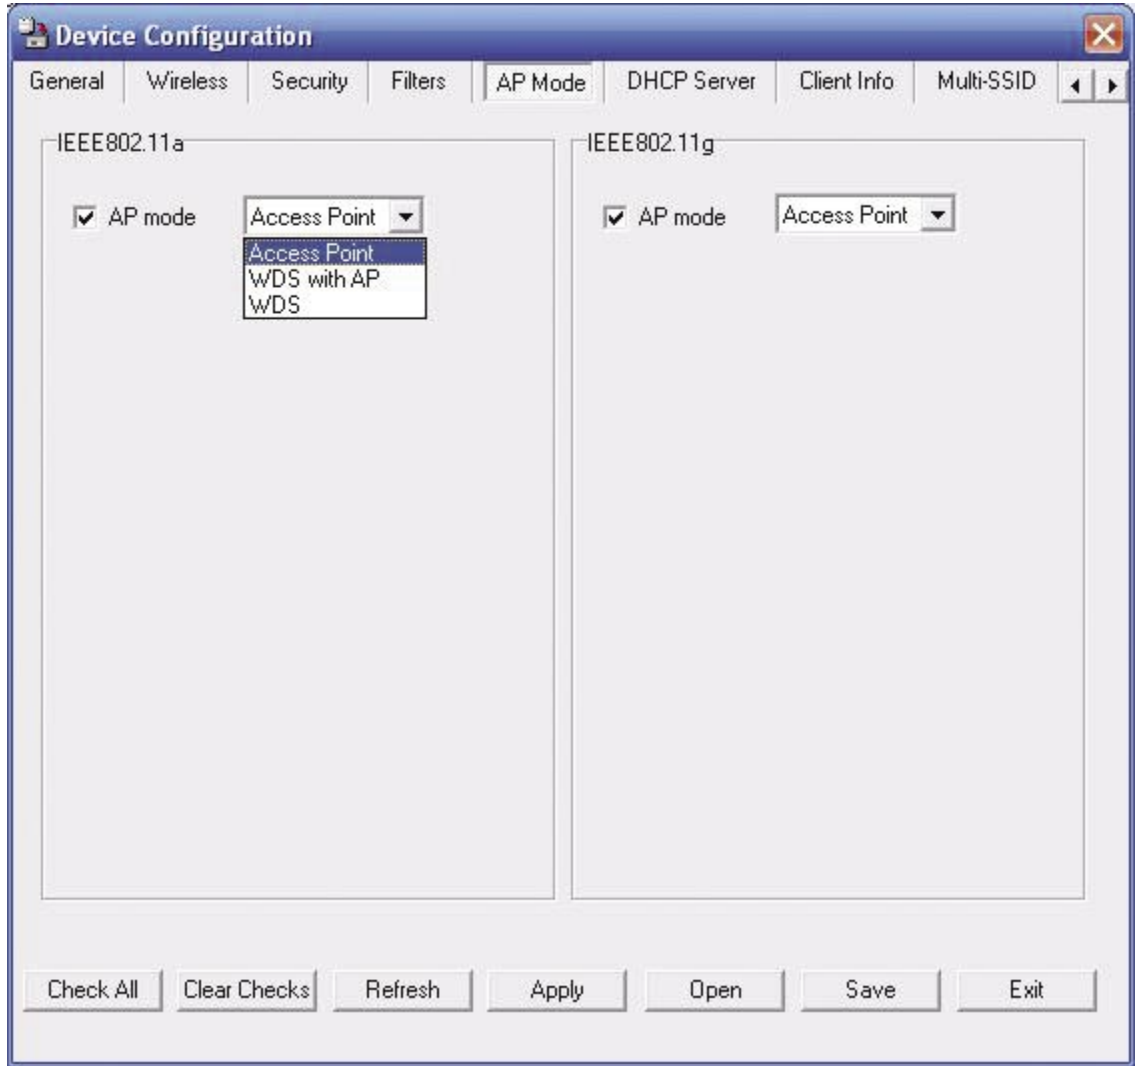 Device Configuration
General Wireless Security Filters AP Mode DHCP Server Client Info Multi-SSID
IEEE802.11a
AP mode Access Point
Access Point
WDS with AP
WDS
IEEE802.11g
AP mode Access Point
Check All Clear Checks Refresh Apply Open Save Exit